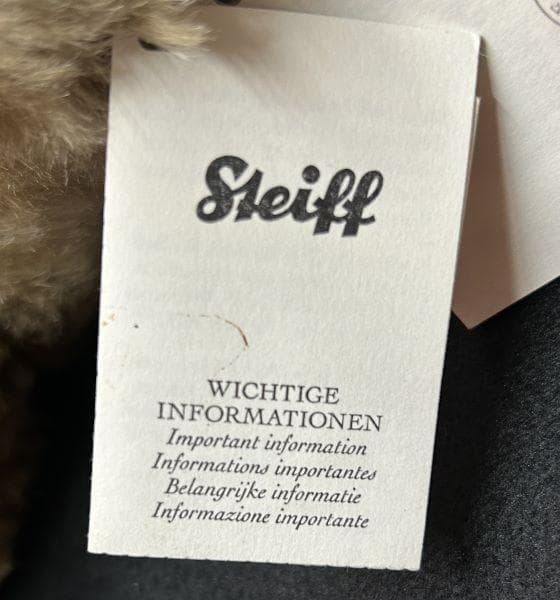 Steiff
WICHTIGE
INFORMATIONEN
Important information
Informations importantes
Belangrijke informatie
Informazione importante